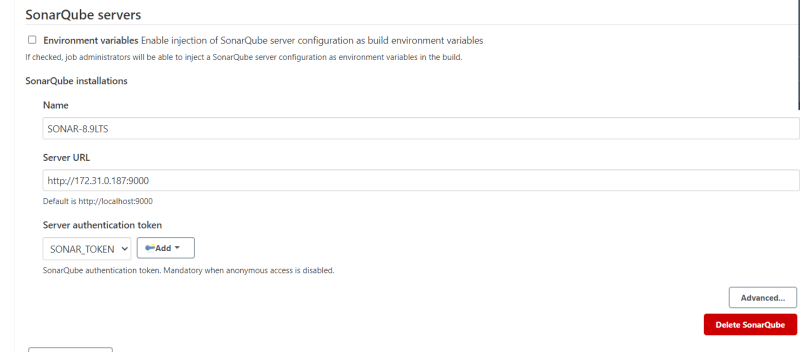 SonarQube servers
Environment variables Enable injection of SonarQube server configuration as build environment variables
If checked, job administrators will be able to inject a SonarQube server configuration as environment variables in the build.
SonarQube installations
Name
SONAR-8.9LTS
Server URL
http://172.31.0.187:9000
Default is http://localhost:9000
Server authentication token
SONAR_TOKEN
Add
SonarQube authentication token. Mandatory when anonymous access is disabled.
Advanced...
Delete SonarQube